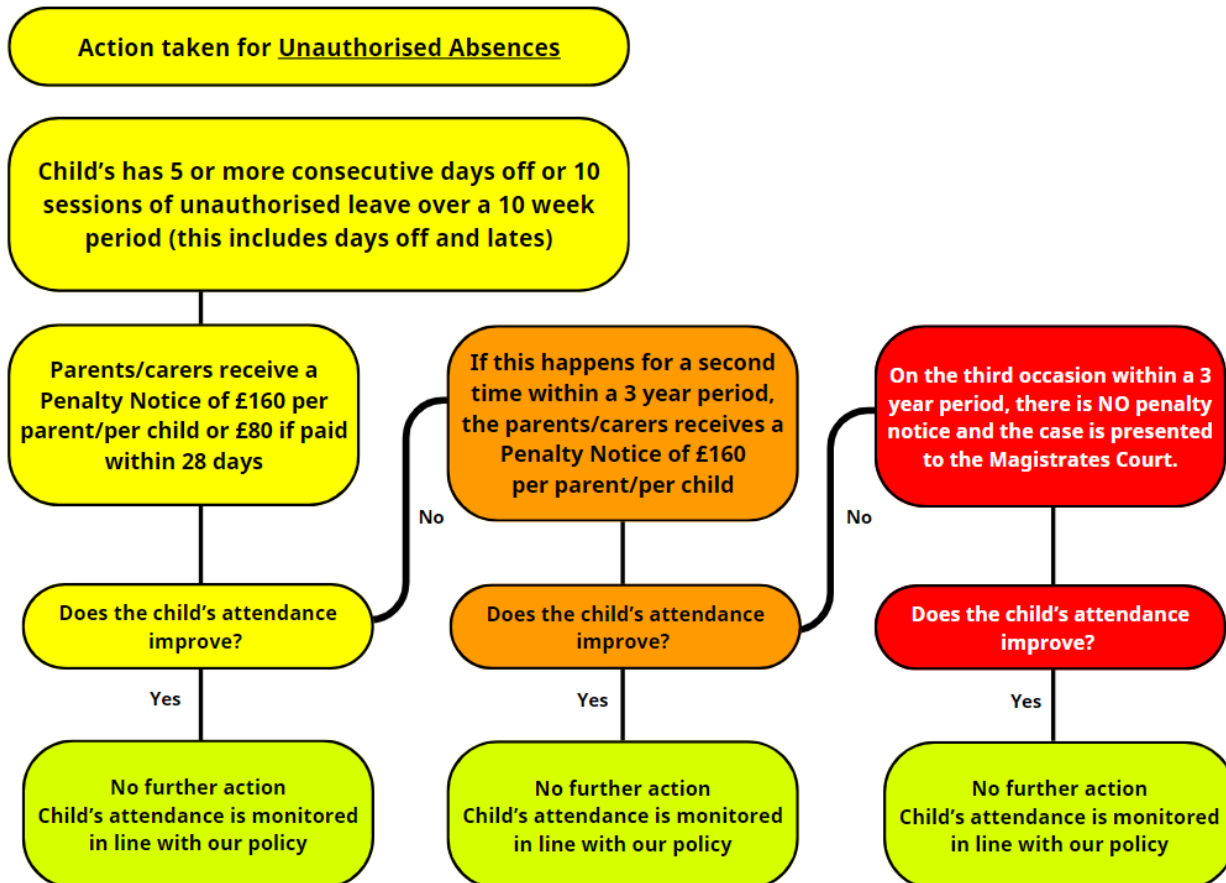 Action taken for Unauthorised Absences
Child's has 5 or more consecutive days off or 10
sessions of unauthorised leave over a 10 week
period (this includes days off and lates)
Parents/carers receive a
Penalty Notice of £160 per
parent/per child or £80 if paid
within 28 days
Does the child's attendance
improve?
No
Yes
No further action
Child's attendance is monitored
in line with our policy
If this happens for a second
time within a 3 year period,
the parents/carers receives a
Penalty Notice of £160
per parent/per child
Does the child's attendance
improve?
No
Yes
No further action
Child's attendance is monitored
in line with our policy
On the third occasion within a 3
year period, there is NO penalty
notice and the case is presented
to the Magistrates Court.
Does the child's attendance
improve?
Yes
No further action
Child's attendance is monitored
in line with our policy